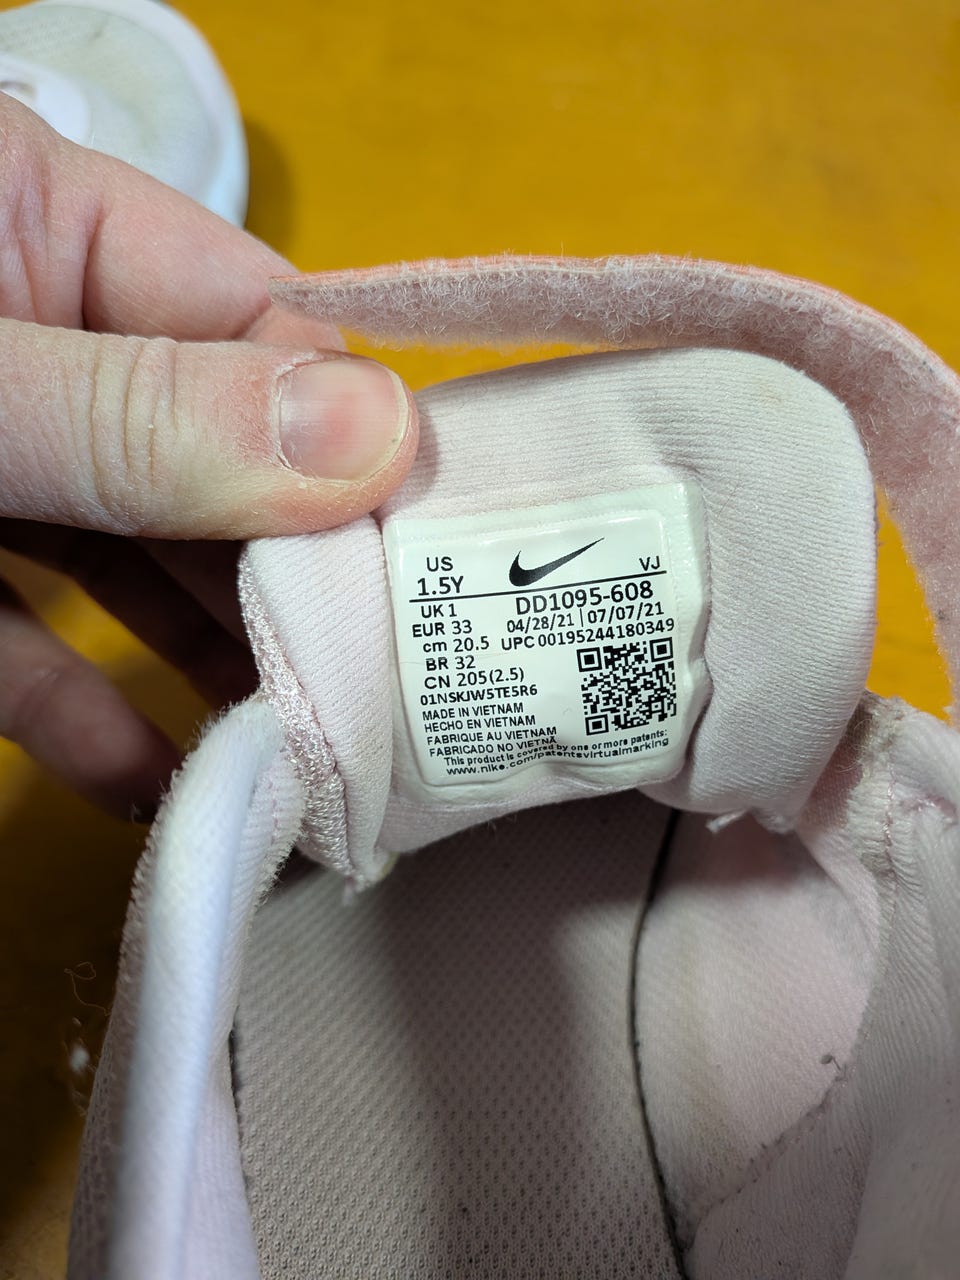 US VJ
1.5Y DD1095-608
UK 1 04/28/21 | 07/07/21
EUR 33 UPC 00195244180349
cm 20.5
BR 32
CN 205(2.5)
01NSKJW5TE5R6
MADE IN VIETNAM
HECHO EN VIETNAM
FABRIQUE AU VIETNAM
FABRICADO NO VIETNÃ
This product is covered by one or more patents:
www.nike.com/patentsvirtualmarking